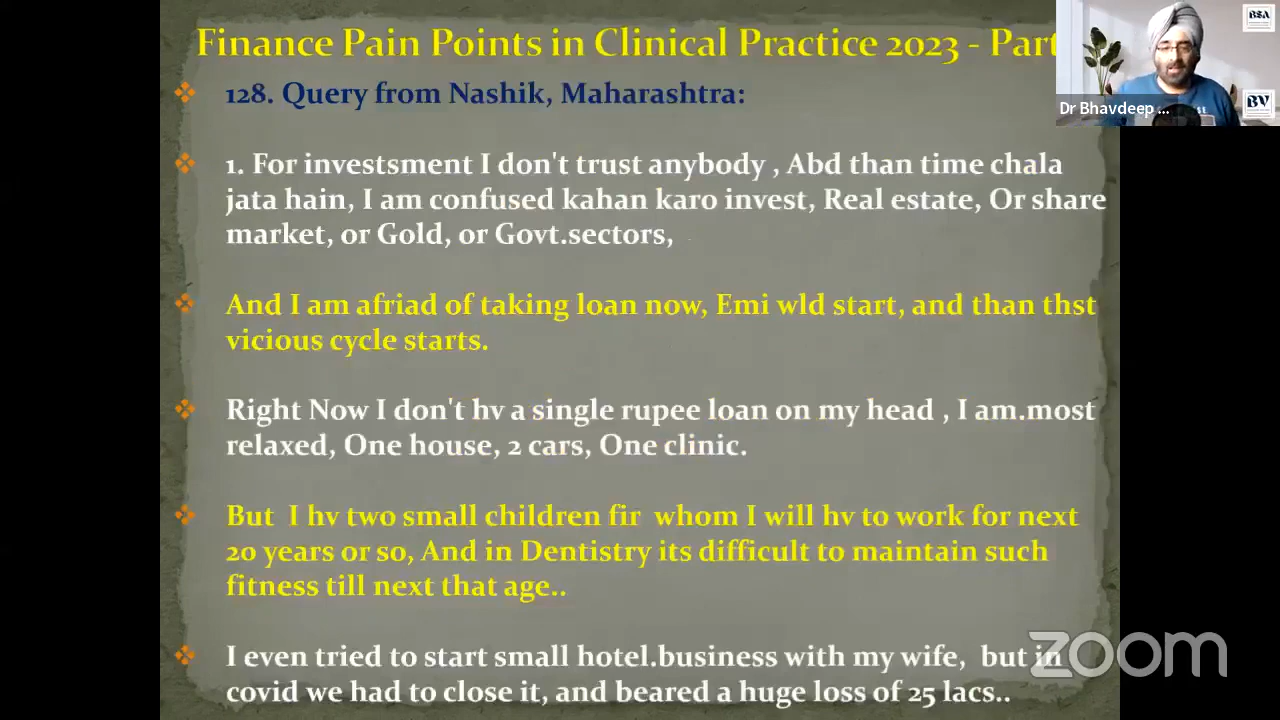 Finance Pain Points in Clinical Practice 2023 - Part
BSA
128. Query from Nashik, Maharashtra:
BV
Dr Bhavdeep ...
1. For investsment I don't trust anybody , Abd than time chala
jata hain, I am confused kahan karo invest, Real estate, Or share
market, or Gold, or Govt.sectors,
And I am afriad of taking loan now, Emi wld start, and than thst
vicious cycle starts.
Right Now I don't hv a single rupee loan on my head , I am.most
relaxed, One house, 2 cars, One clinic.
But I hv two small children fir whom I will hv to work for next
20 years or so, And in Dentistry its difficult to maintain such
fitness till next that age..
I even tried to start small hotel.business with my wife, but in
covid we had to close it, and beared a huge loss of 25 lacs..
zoom